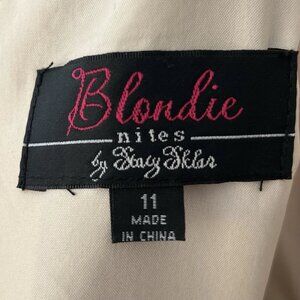 Blondie
nites
by Stacy Sklar
11
MADE
IN CHINA